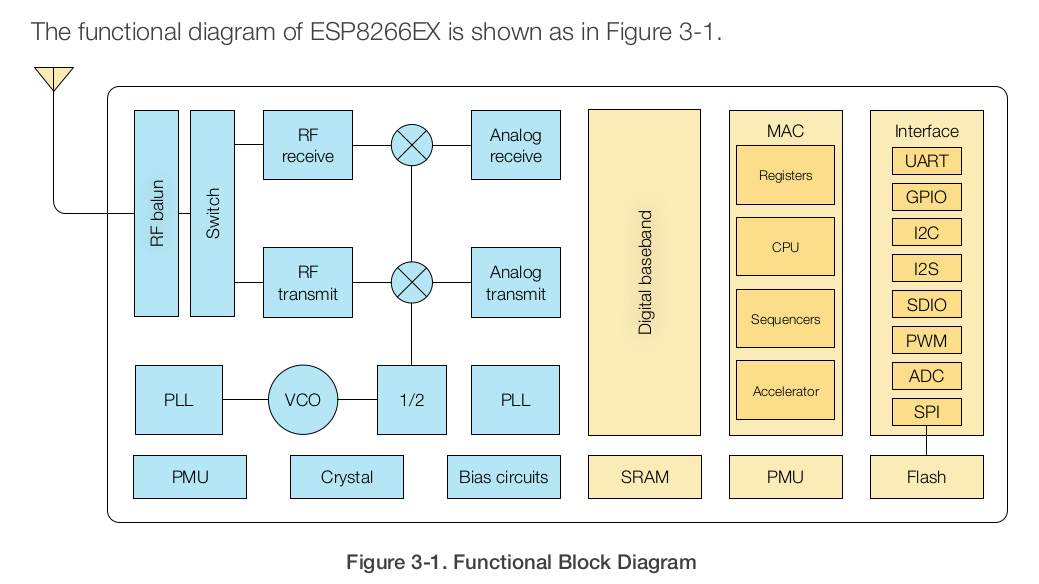 The functional diagram of ESP8266EX is shown as in Figure 3-1.
RF balun
Switch
RF
receive
Analog
receive
RF
transmit
Analog
transmit
PLL
VCO
1/2
PLL
PMU
Crystal
Bias circuits
Digital baseband
SRAM
MAC
Registers
CPU
Sequencers
Accelerator
PMU
Interface
UART
GPIO
I2C
I2S
SDIO
PWM
ADC
SPI
Flash
Figure 3-1. Functional Block Diagram